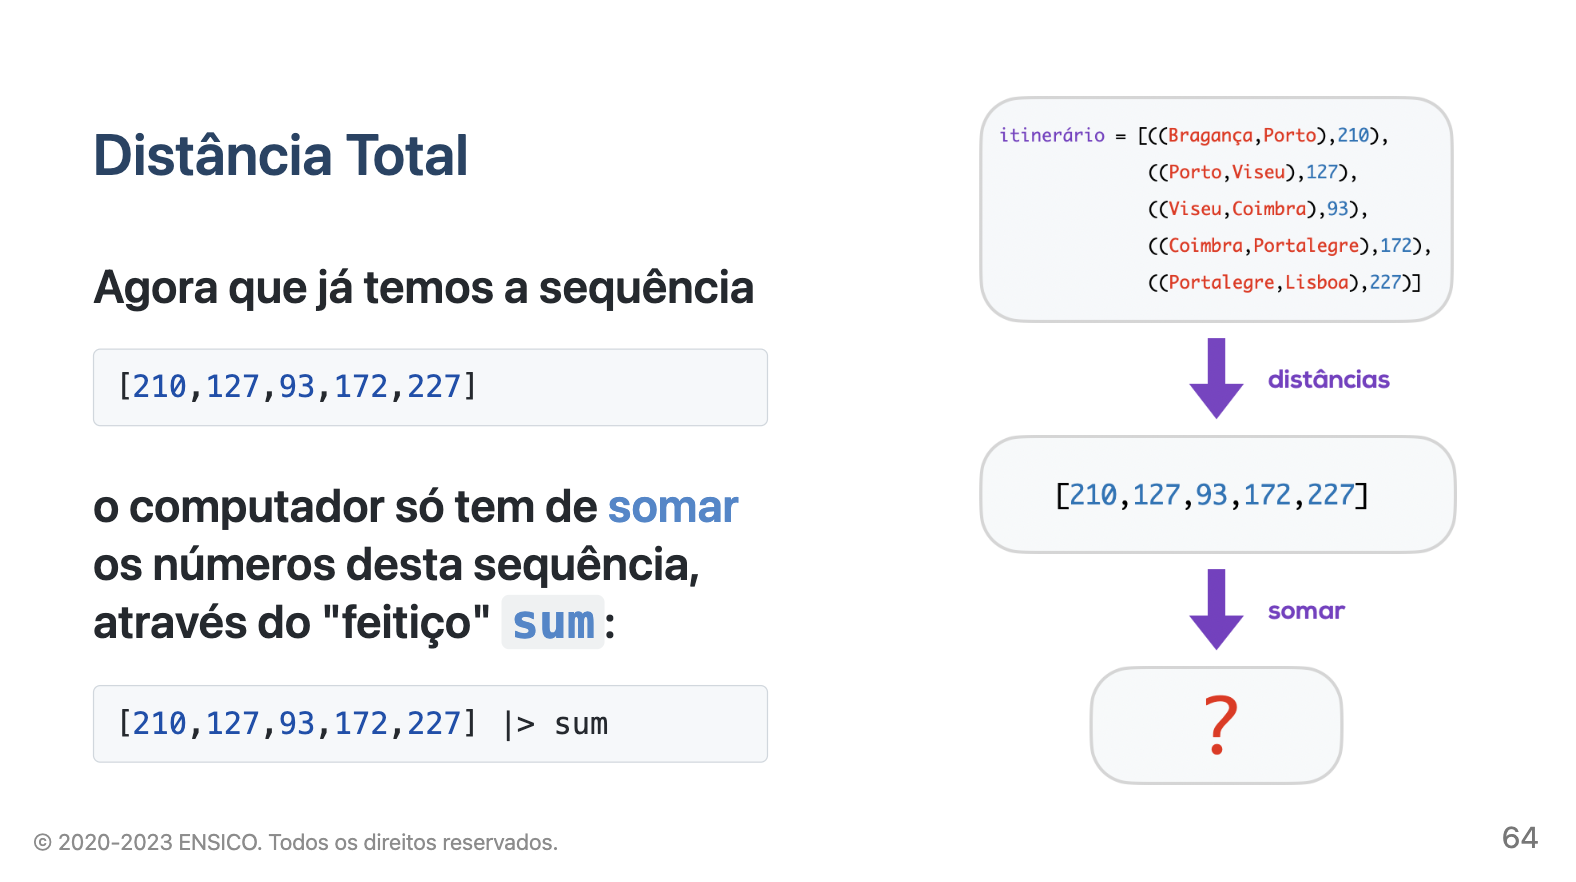 Distância Total
Agora que já temos a sequência
[210,127,93,172,227]
o computador só tem de somar
os números desta sequência,
através do "feitiço" sum:
[210,127,93,172,227] |> sum
itinerário = [((Bragança,Porto),210),
((Porto,Viseu),127),
((Viseu,Coimbra),93),
((Coimbra,Portalegre),172),
((Portalegre,Lisboa),227)]
distâncias
[210,127,93,172,227]
somar
?
© 2020-2023 ENSICO. Todos os direitos reservados.
64